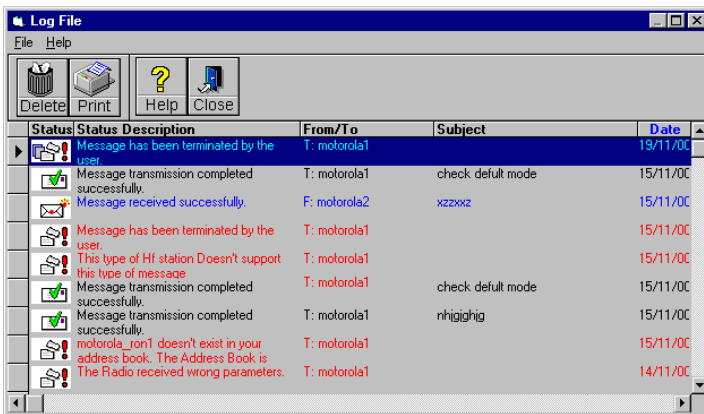 Log File
File Help
Delete Print Help Close
Status Status Description From/To Subject Date
Message has been terminated by the T: motorola1 19/11/00
user.
Message transmission completed T: motorola1 check defult mode 15/11/00
successfully.
Message received successfully. F: motorola2 xzzxxz 15/11/00
Message has been terminated by the T: motorola1 15/11/00
user.
This type of Hf station Doesn't support T: motorola1 15/11/00
this type of message
Message transmission completed T: motorola1 check defult mode 15/11/00
successfully.
Message transmission completed T: motorola1 nhjgjghjg 15/11/00
successfully.
motorola_ron1 doesn't exist in your T: motorola1 15/11/00
address book. The Address Book is
The Radio received wrong parameters. T: motorola1 14/11/00